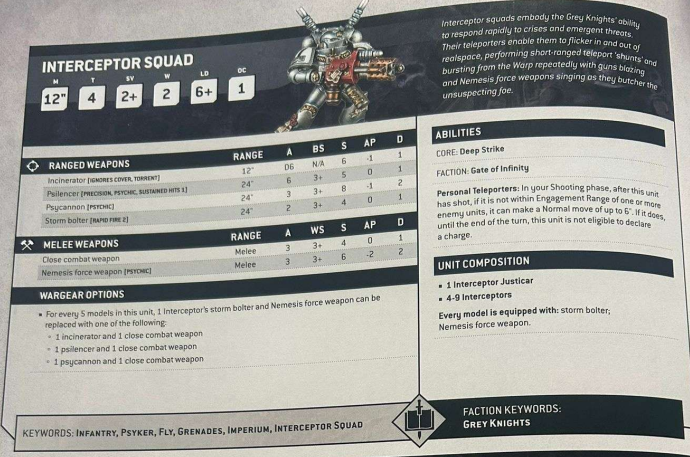 INTERCEPTOR SQUAD
M T SV W LD OC
12" 4 2+ 2 6+ 1
Interceptor squads embody the Grey Knights' ability
to respond rapidly to crises and emergent threats.
Their teleporters enable them to flicker in and out of
realspace, performing short-ranged teleport 'shunts' and
bursting from the Warp repeatedly with guns blazing
and Nemesis force weapons singing as they butcher the
unsuspecting foe.
RANGED WEAPONS RANGE A BS S AP D
Incinerator [IGNORES COVER, TORRENT] 12" D6 N/A 6 -1 1
Psilencer [PRECISION, PSYCHIC, SUSTAINED HITS 1] 24" 6 3+ 5 0 1
Psycannon [PSYCHIC] 24" 3 3+ 8 -1 2
Storm bolter [RAPID FIRE 2] 24" 2 3+ 4 0 1
MELEE WEAPONS RANGE A WS S AP D
Close combat weapon Melee 3 3+ 4 0 1
Nemesis force weapon [PSYCHIC] Melee 3 3+ 6 -2 2
WARGEAR OPTIONS
▪ For every 5 models in this unit, 1 Interceptor's storm bolter and Nemesis force weapon can be
replaced with one of the following:
◦ 1 incinerator and 1 close combat weapon
◦ 1 psilencer and 1 close combat weapon
◦ 1 psycannon and 1 close combat weapon
ABILITIES
CORE: Deep Strike
FACTION: Gate of Infinity
Personal Teleporters: In your Shooting phase, after this unit
has shot, if it is not within Engagement Range of one or more
enemy units, it can make a Normal move of up to 6". If it does,
until the end of the turn, this unit is not eligible to declare
a charge.
UNIT COMPOSITION
▪ 1 Interceptor Justicar
▪ 4-9 Interceptors
Every model is equipped with: storm bolter;
Nemesis force weapon.
KEYWORDS: INFANTRY, PSYKER, FLY, GRENADES, IMPERIUM, INTERCEPTOR SQUAD
FACTION KEYWORDS:
GREY KNIGHTS